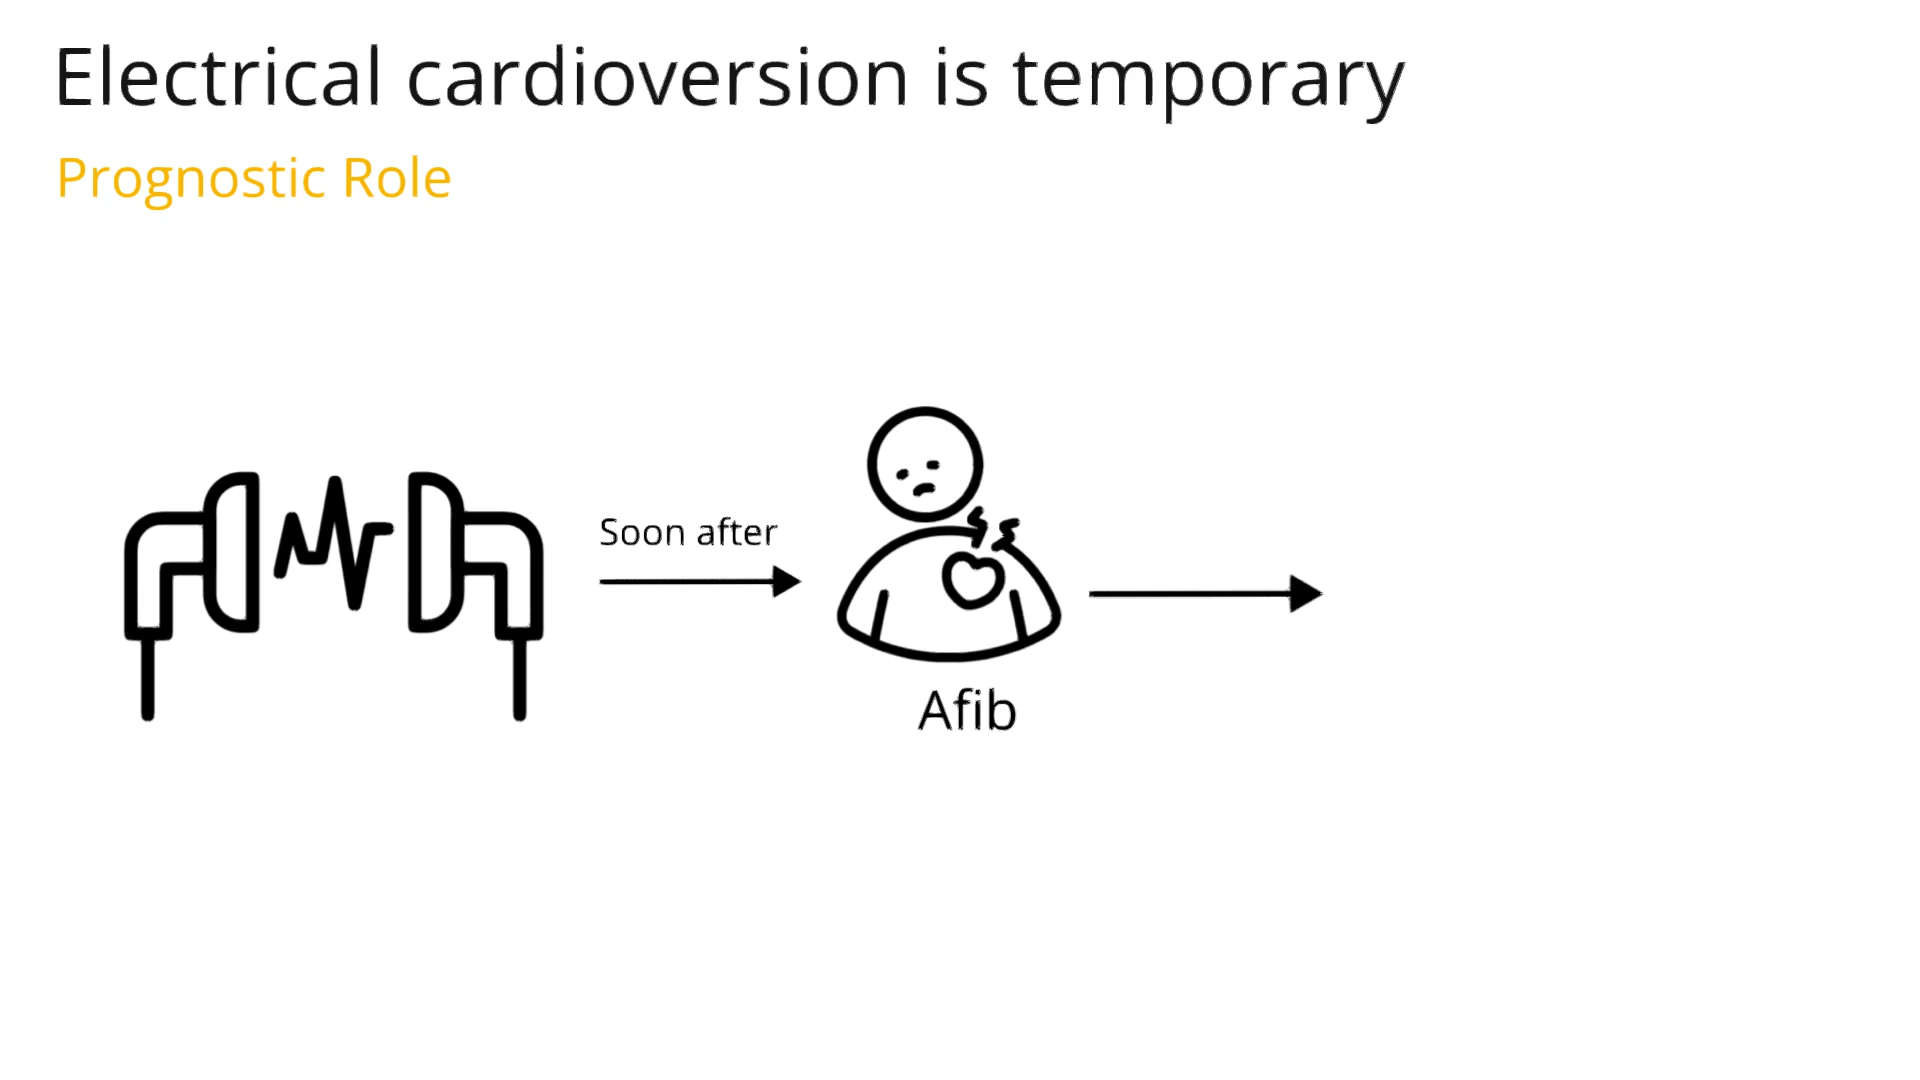 Electrical cardioversion is temporary
Prognostic Role
Soon after
Afib